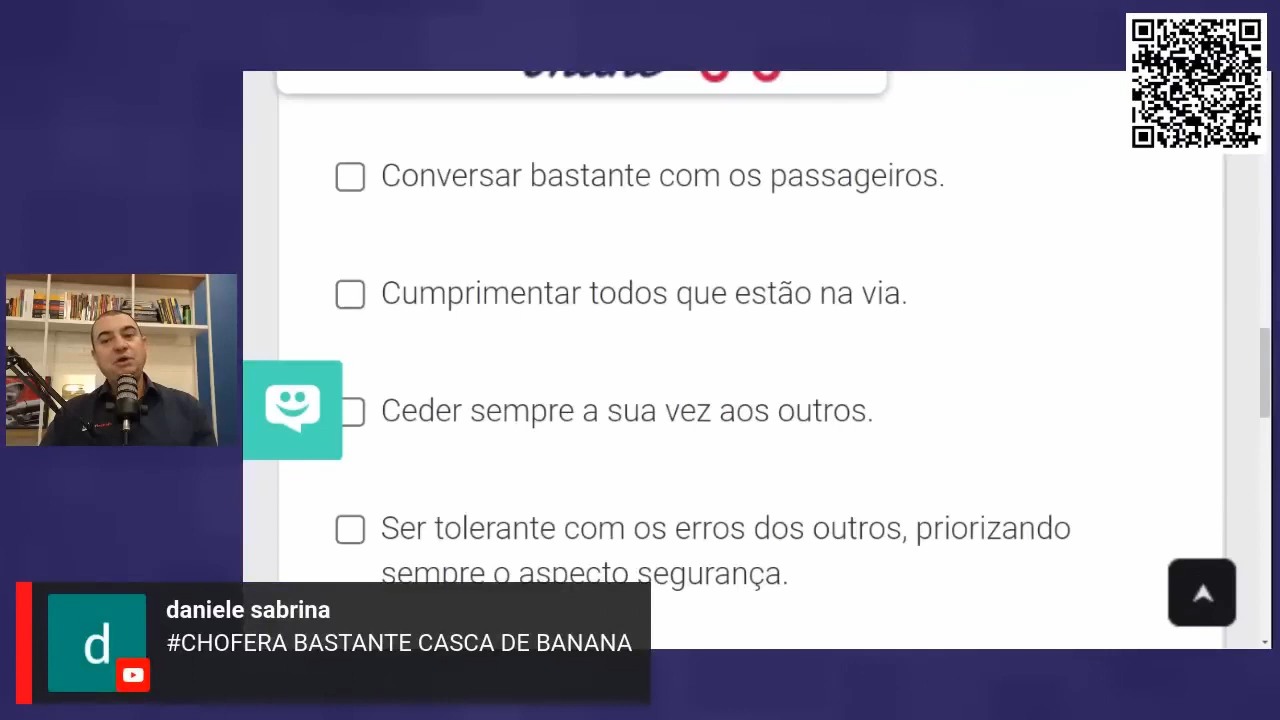 Conversar bastante com os passageiros.
Cumprimentar todos que estão na via.
Ceder sempre a sua vez aos outros.
Ser tolerante com os erros dos outros, priorizando
sempre o aspecto segurança.
d
daniele sabrina
#CHOFERA BASTANTE CASCA DE BANANA